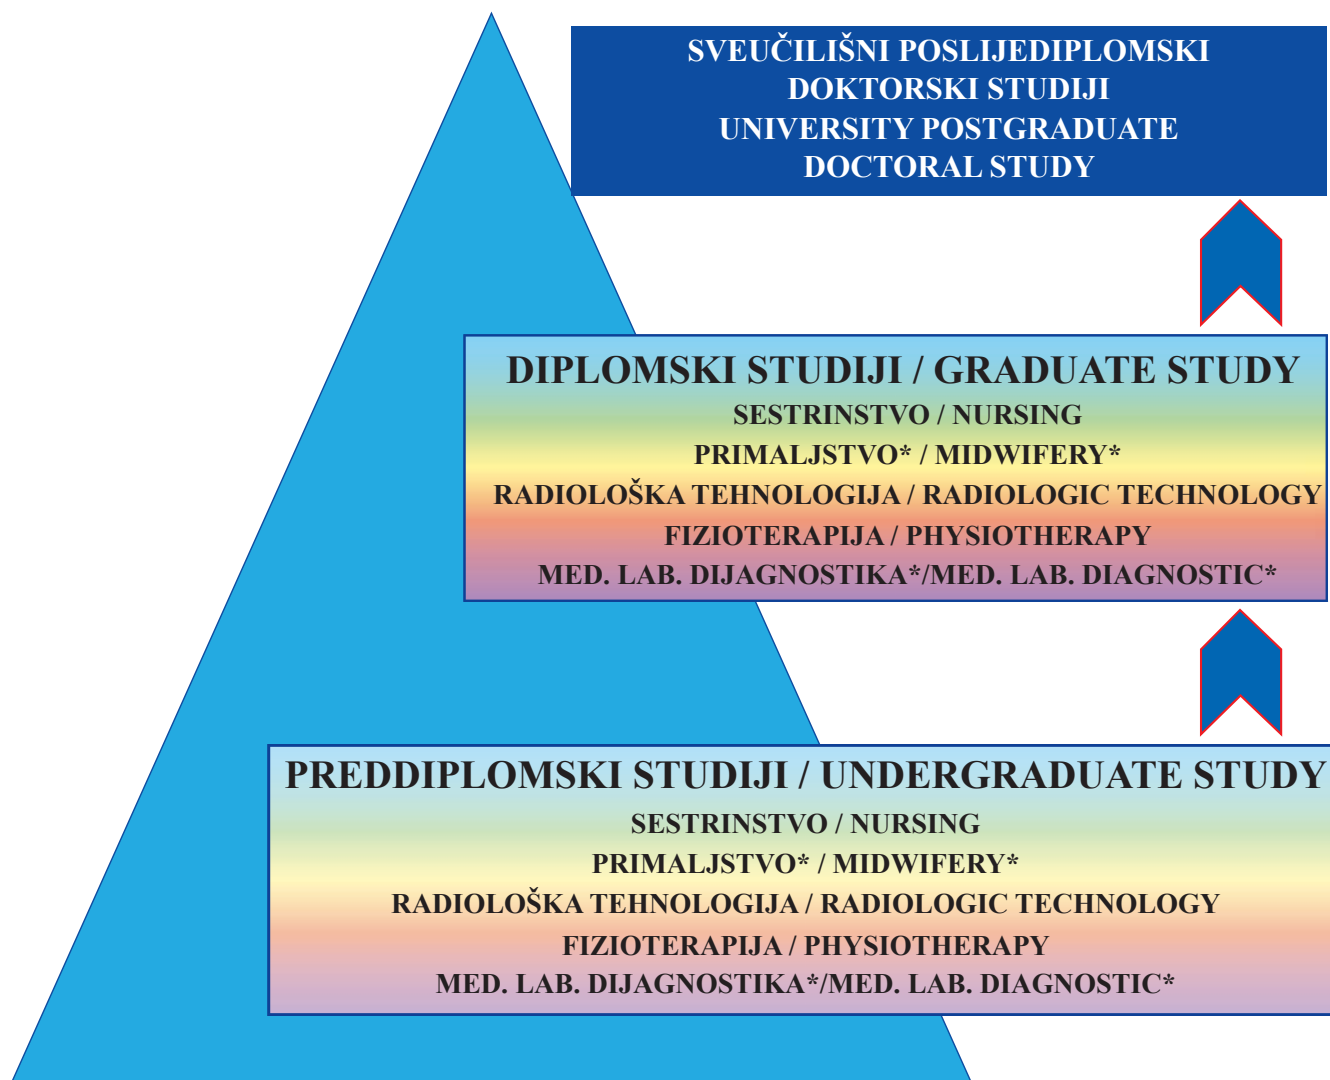 SVEUČILIŠNI POSLIJEDIPLOMSKI
DOKTORSKI STUDIJI
UNIVERSITY POSTGRADUATE
DOCTORAL STUDY
DIPLOMSKI STUDIJI / GRADUATE STUDY
SESTRINSTVO / NURSING
PRIMALJSTVO* / MIDWIFERY*
RADIOLOŠKA TEHNOLOGIJA / RADIOLOGIC TECHNOLOGY
FIZIOTERAPIJA / PHYSIOTHERAPY
MED. LAB. DIJAGNOSTIKA*/MED. LAB. DIAGNOSTIC*
PREDDIPLOMSKI STUDIJI / UNDERGRADUATE STUDY
SESTRINSTVO / NURSING
PRIMALJSTVO* / MIDWIFERY*
RADIOLOŠKA TEHNOLOGIJA / RADIOLOGIC TECHNOLOGY
FIZIOTERAPIJA / PHYSIOTHERAPY
MED. LAB. DIJAGNOSTIKA*/MED. LAB. DIAGNOSTIC*